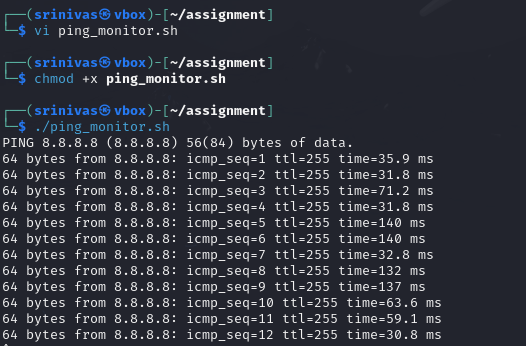 ┌──(srinivas㉿vbox)-[~/assignment]
└─$ vi ping_monitor.sh
┌──(srinivas㉿vbox)-[~/assignment]
└─$ chmod +x ping_monitor.sh
┌──(srinivas㉿vbox)-[~/assignment]
└─$ ./ping_monitor.sh
PING 8.8.8.8 (8.8.8.8) 56(84) bytes of data.
64 bytes from 8.8.8.8: icmp_seq=1 ttl=255 time=35.9 ms
64 bytes from 8.8.8.8: icmp_seq=2 ttl=255 time=31.8 ms
64 bytes from 8.8.8.8: icmp_seq=3 ttl=255 time=71.2 ms
64 bytes from 8.8.8.8: icmp_seq=4 ttl=255 time=31.8 ms
64 bytes from 8.8.8.8: icmp_seq=5 ttl=255 time=140 ms
64 bytes from 8.8.8.8: icmp_seq=6 ttl=255 time=140 ms
64 bytes from 8.8.8.8: icmp_seq=7 ttl=255 time=32.8 ms
64 bytes from 8.8.8.8: icmp_seq=8 ttl=255 time=132 ms
64 bytes from 8.8.8.8: icmp_seq=9 ttl=255 time=137 ms
64 bytes from 8.8.8.8: icmp_seq=10 ttl=255 time=63.6 ms
64 bytes from 8.8.8.8: icmp_seq=11 ttl=255 time=59.1 ms
64 bytes from 8.8.8.8: icmp_seq=12 ttl=255 time=30.8 ms